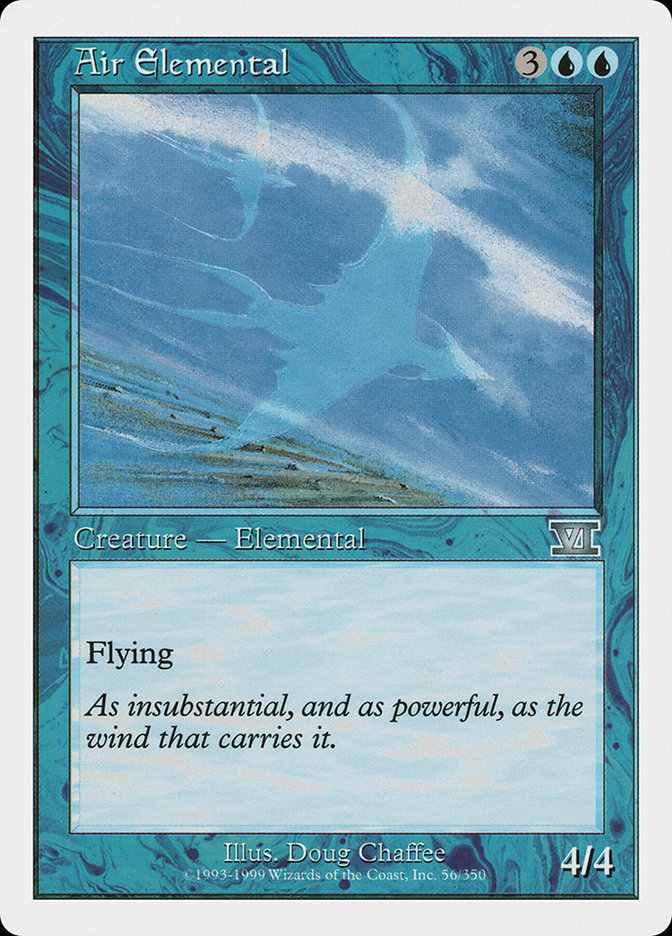 Air Elemental
3
Creature — Elemental
VI
Flying
As insubstantial, and as powerful, as the
wind that carries it.
Illus. Doug Chaffee
4/4
©1993-1999 Wizards of the Coast, Inc. 56/350